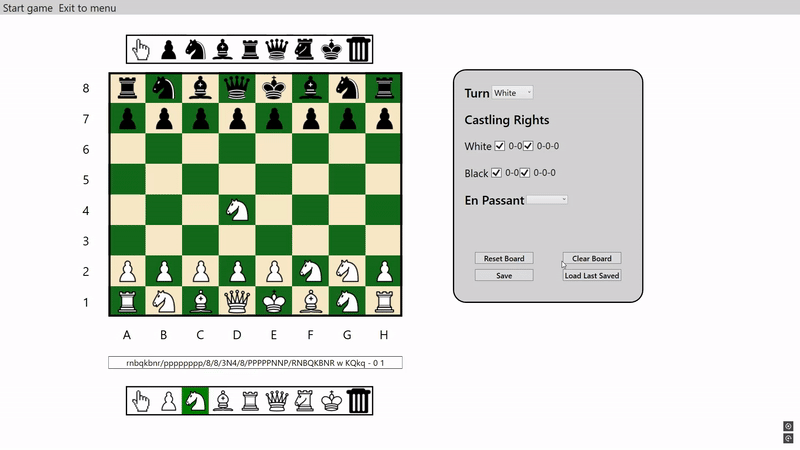 Start game Exit to menu
8
7
6
5
4
3
2
1
A B C D E F G H
rnbqkbnr/pppppppp/8/8/3N4/8/PPPPPNNP/RNBQKBNR w KQkq - 0 1
Turn White
Castling Rights
White 0-0 0-0-0
Black 0-0 0-0-0
En Passant
Reset Board Clear Board
Save Load Last Saved